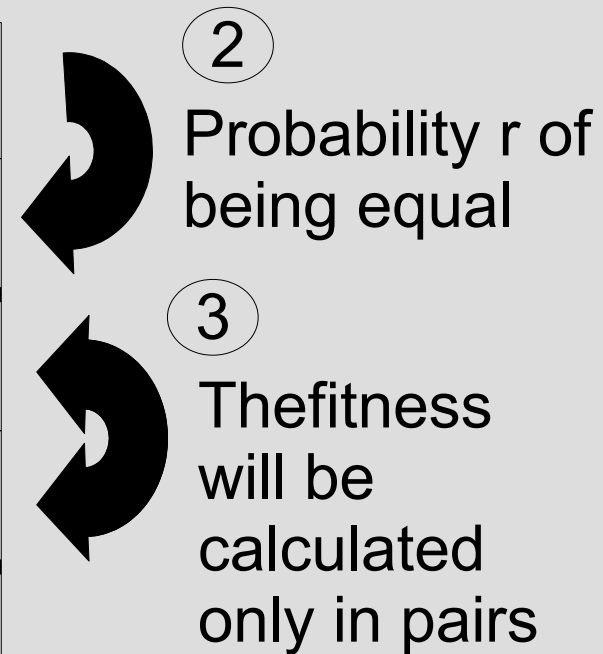 2
Probability r of
being equal
3
Thefitness
will be
calculated
only in pairs